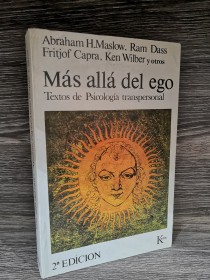 Abraham H.Maslow, Ram Dass
Fritjof Capra, Ken Wilber y otros
Más allá del ego
Textos de Psicología transpersonal
2ª EDICION
K